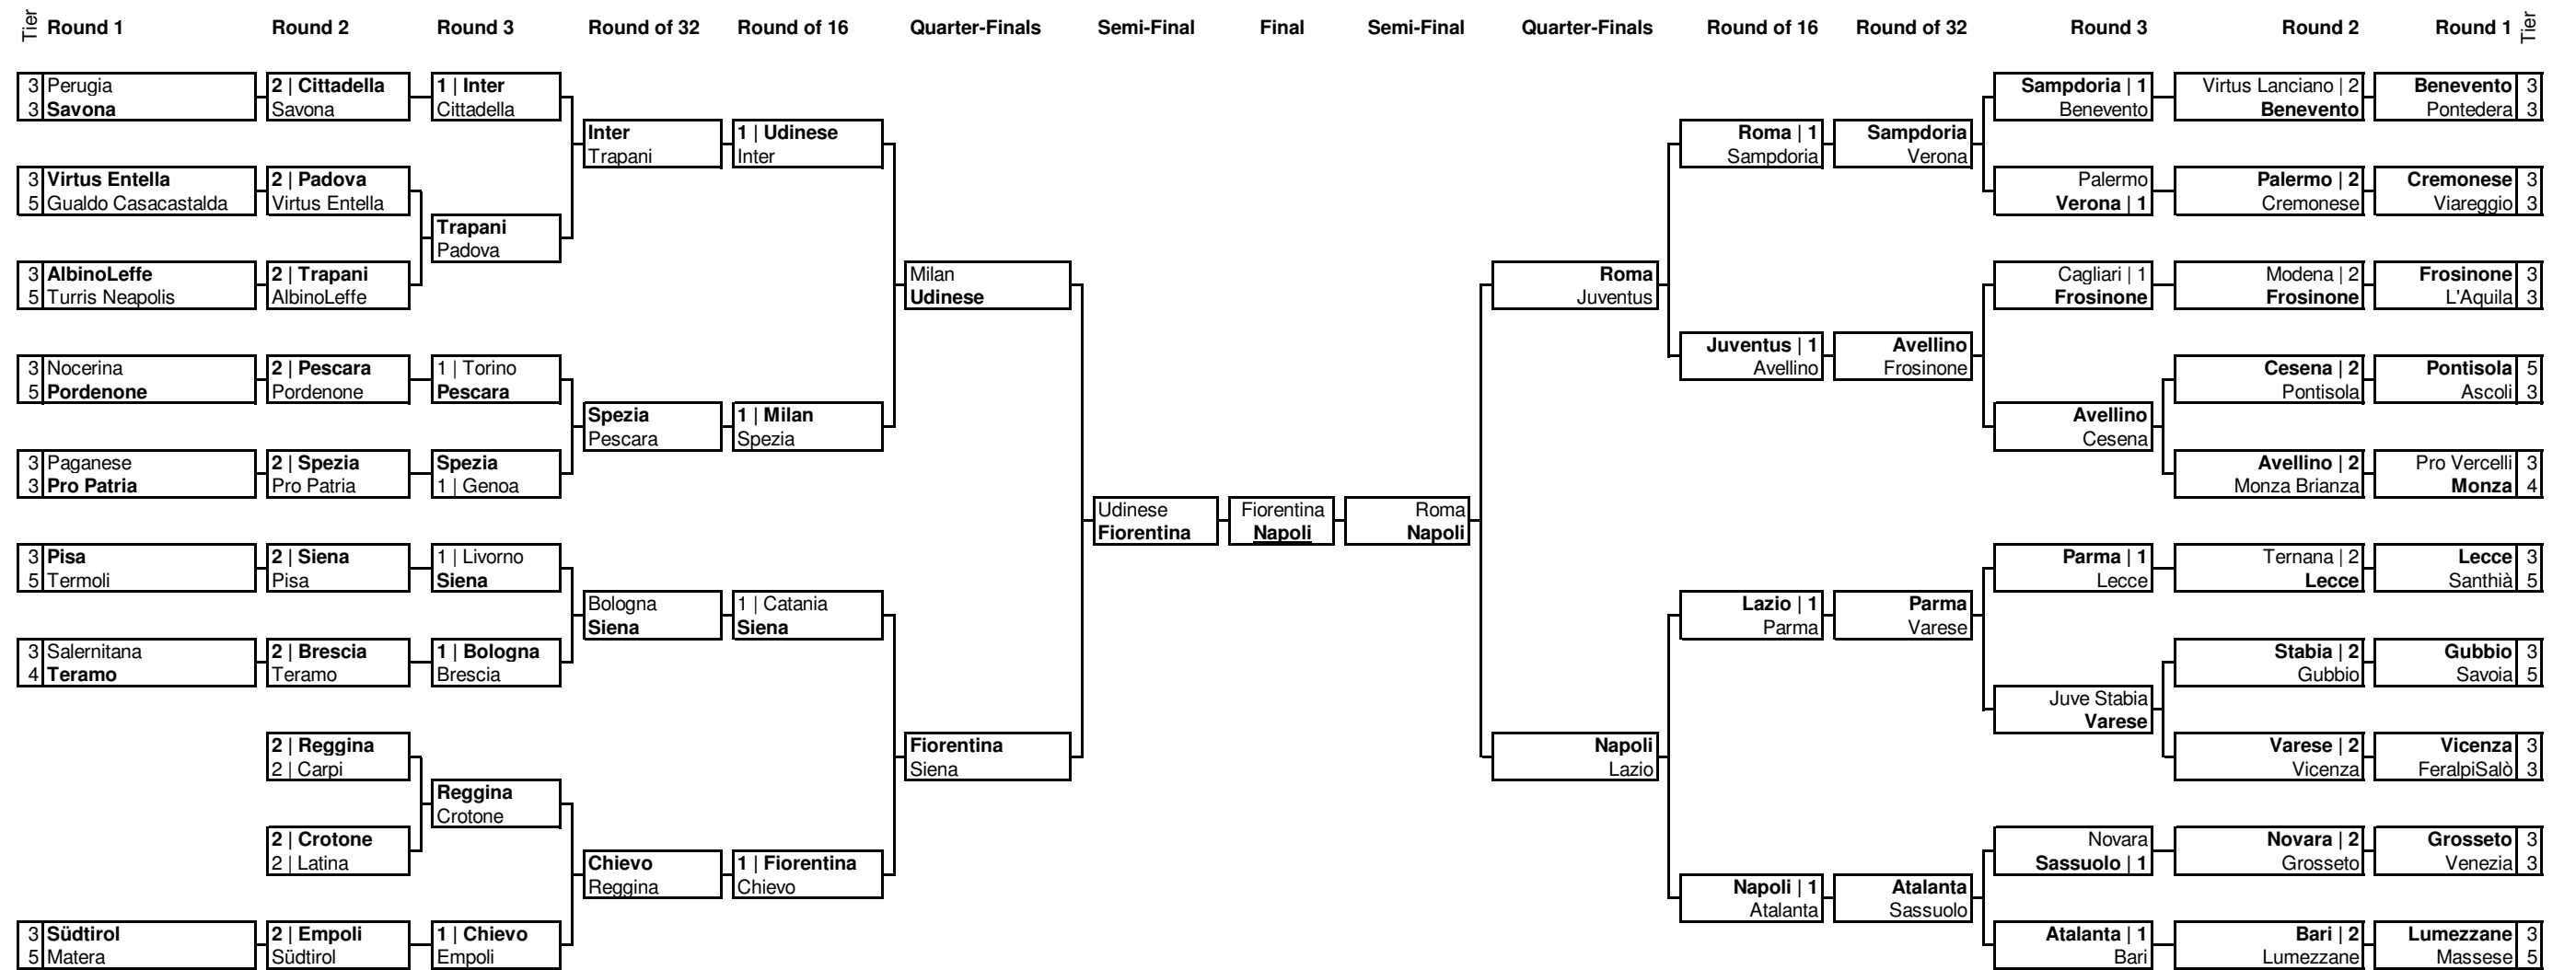 Tier Round 1 Round 2 Round 3 Round of 32 Round of 16 Quarter-Finals Semi-Final Final Semi-Final Quarter-Finals Round of 16 Round of 32 Round 3 Round 2 Round 1 Tier
3 Perugia 2 | Cittadella 1 | Inter Sampdoria | 1 Virtus Lanciano | 2 Benevento 3
3 Savona Savona Cittadella Benevento Benevento Pontedera 3
Inter 1 | Udinese Roma | 1 Sampdoria
Trapani Inter Sampdoria Verona
3 Virtus Entella 2 | Padova Palermo Palermo | 2 Cremonese 3
5 Gualdo Casacastalda Virtus Entella Verona | 1 Cremonese Viareggio 3
Trapani
Padova
3 AlbinoLeffe 2 | Trapani Milan Roma Cagliari | 1 Modena | 2 Frosinone 3
5 Turris Neapolis AlbinoLeffe Udinese Juventus Frosinone Frosinone L'Aquila 3
Juventus | 1 Avellino
Avellino Frosinone
3 Nocerina 2 | Pescara 1 | Torino Cesena | 2 Pontisola 5
5 Pordenone Pordenone Pescara Pontisola Ascoli 3
Spezia 1 | Milan Avellino
Pescara Spezia Cesena
3 Paganese 2 | Spezia Spezia Avellino | 2 Pro Vercelli 3
3 Pro Patria Pro Patria 1 | Genoa Monza Brianza Monza 4
Udinese Fiorentina Roma
Fiorentina Napoli Napoli
3 Pisa 2 | Siena 1 | Livorno Parma | 1 Ternana | 2 Lecce 3
5 Termoli Pisa Siena Lecce Lecce Santhià 5
Bologna 1 | Catania Lazio | 1 Parma
Siena Siena Parma Varese
3 Salernitana 2 | Brescia 1 | Bologna Stabia | 2 Gubbio 3
4 Teramo Teramo Brescia Gubbio Savoia 5
Juve Stabia
Varese
2 | Reggina Fiorentina Napoli Varese | 2 Vicenza 3
2 | Carpi Siena Lazio Vicenza FeralpiSalò 3
Reggina
Crotone
2 | Crotone Novara Novara | 2 Grosseto 3
2 | Latina Sassuolo | 1 Grosseto Venezia 3
Chievo 1 | Fiorentina Napoli | 1 Atalanta
Reggina Chievo Atalanta Sassuolo
3 Südtirol 2 | Empoli 1 | Chievo Atalanta | 1 Bari | 2 Lumezzane 3
5 Matera Südtirol Empoli Bari Lumezzane Massese 5